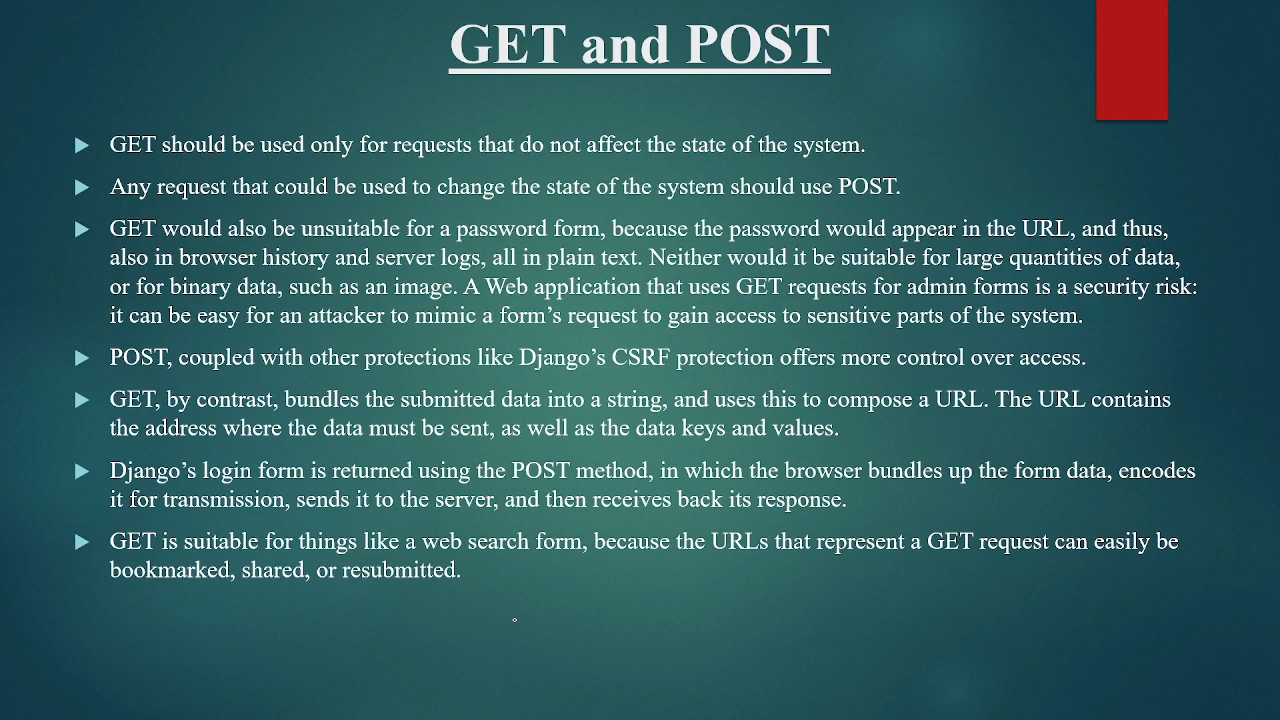 GET and POST
GET should be used only for requests that do not affect the state of the system.
Any request that could be used to change the state of the system should use POST.
GET would also be unsuitable for a password form, because the password would appear in the URL, and thus,
also in browser history and server logs, all in plain text. Neither would it be suitable for large quantities of data,
or for binary data, such as an image. A Web application that uses GET requests for admin forms is a security risk:
it can be easy for an attacker to mimic a form’s request to gain access to sensitive parts of the system.
POST, coupled with other protections like Django’s CSRF protection offers more control over access.
GET, by contrast, bundles the submitted data into a string, and uses this to compose a URL. The URL contains
the address where the data must be sent, as well as the data keys and values.
Django’s login form is returned using the POST method, in which the browser bundles up the form data, encodes
it for transmission, sends it to the server, and then receives back its response.
GET is suitable for things like a web search form, because the URLs that represent a GET request can easily be
bookmarked, shared, or resubmitted.